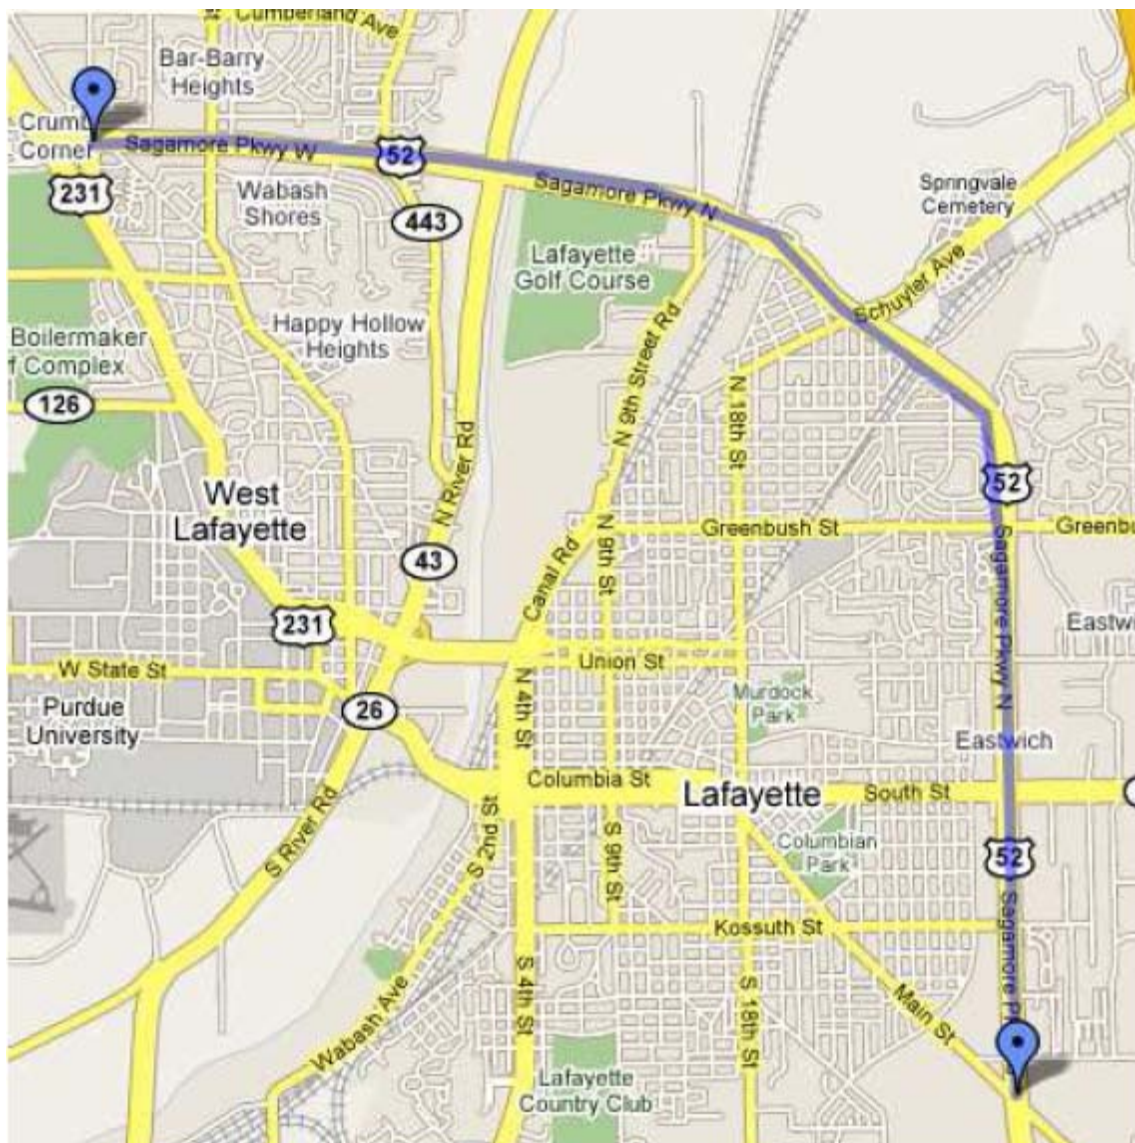 Cumberland Ave
Bar-Barry
Heights
Corner
Sagamore Pkwy W
52
231
Wabash
Shores
443
Sagamore Pkwy N
Springvale
Cemetery
Lafayette
Golf Course
Schuyler Ave
Happy Hollow
Heights
Boilermaker
Complex
126
N 9th Street Rd
N 18th St
N River Rd
West
Lafayette
52
Greenbush St
43
Canal Rd
N 9th St
Sagamore Pkwy N
231
Union St
W State St
26
N 4th St
Murdock
Park
Purdue
University
Eastwich
Columbia St
Lafayette
South St
S River Rd
S 2nd St
S 9th St
Columbian
Park
52
Kossuth St
Sagamore
S 4th St
S 18th St
Main St
Wabash Ave
Lafayette
Country Club